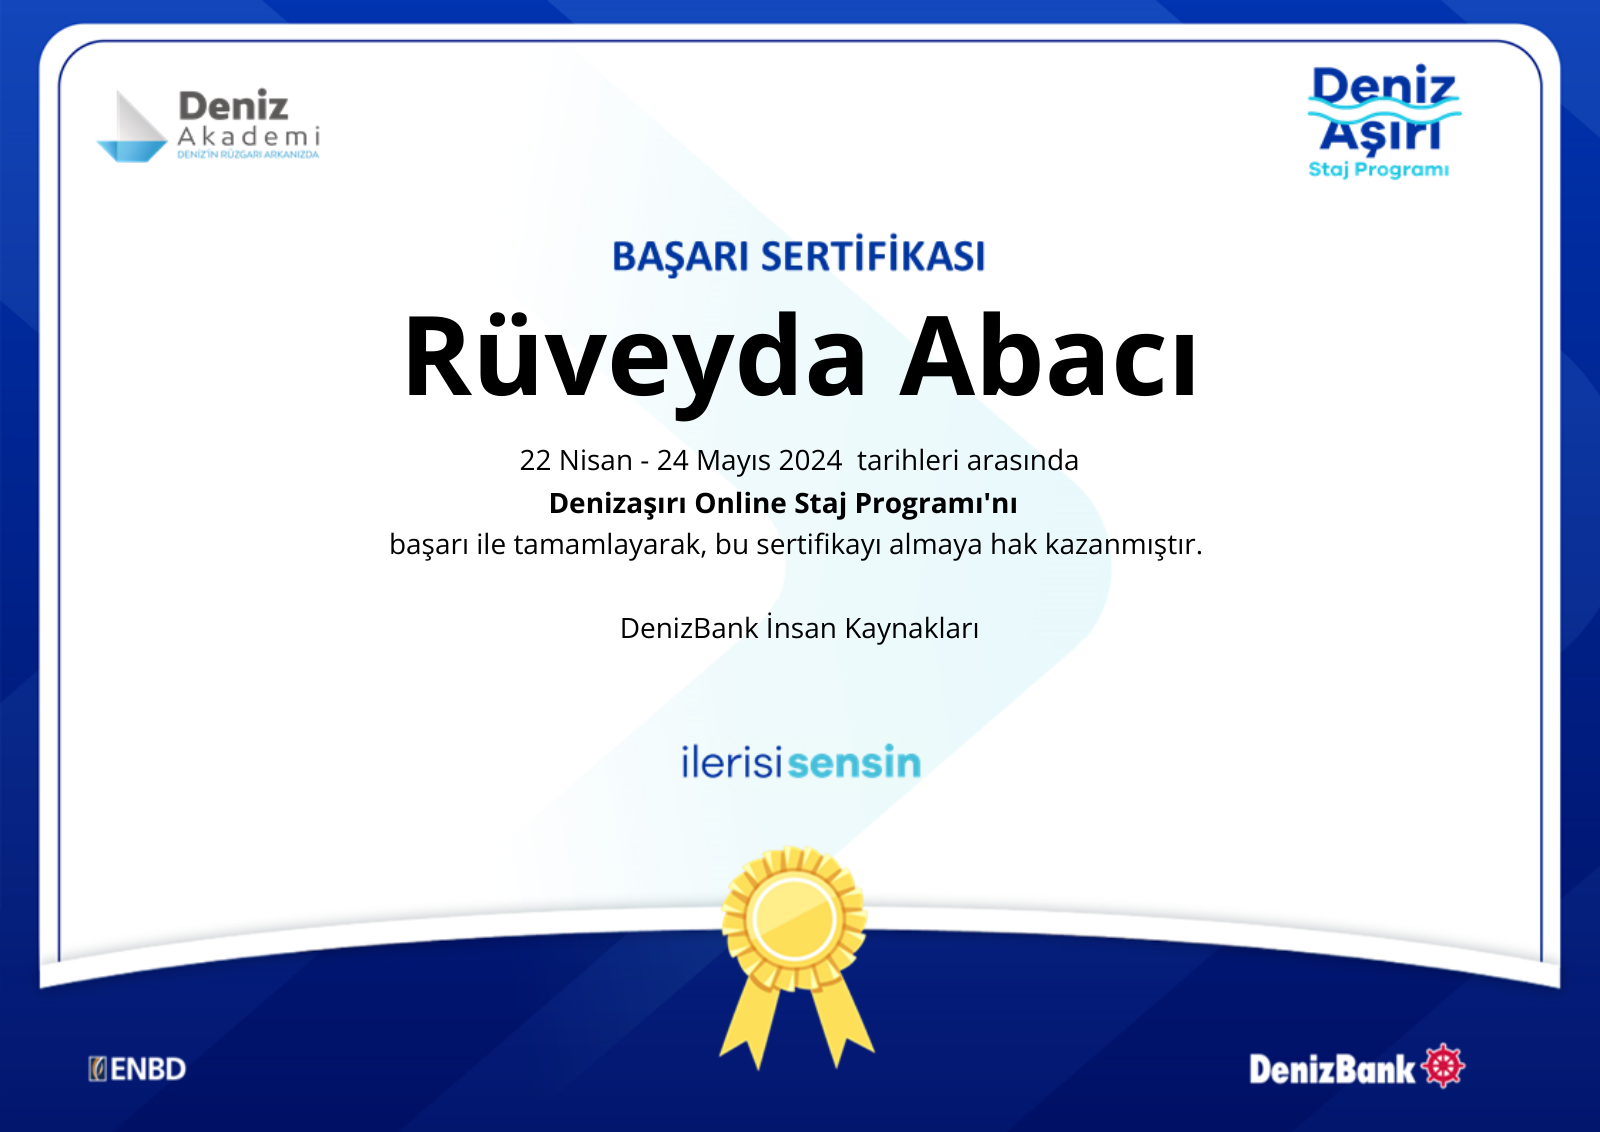 Deniz
Akademi
DENİZ'İN RÜZGARI ARKANIZDA
Deniz
Aşırı
Staj Programı
BAŞARI SERTİFİKASI
Rüveyda Abacı
22 Nisan - 24 Mayıs 2024 tarihleri arasında
Denizaşırı Online Staj Programı'nı
başarı ile tamamlayarak, bu sertifikayı almaya hak kazanmıştır.
DenizBank İnsan Kaynakları
ilerisisensin
ENBD
DenizBank